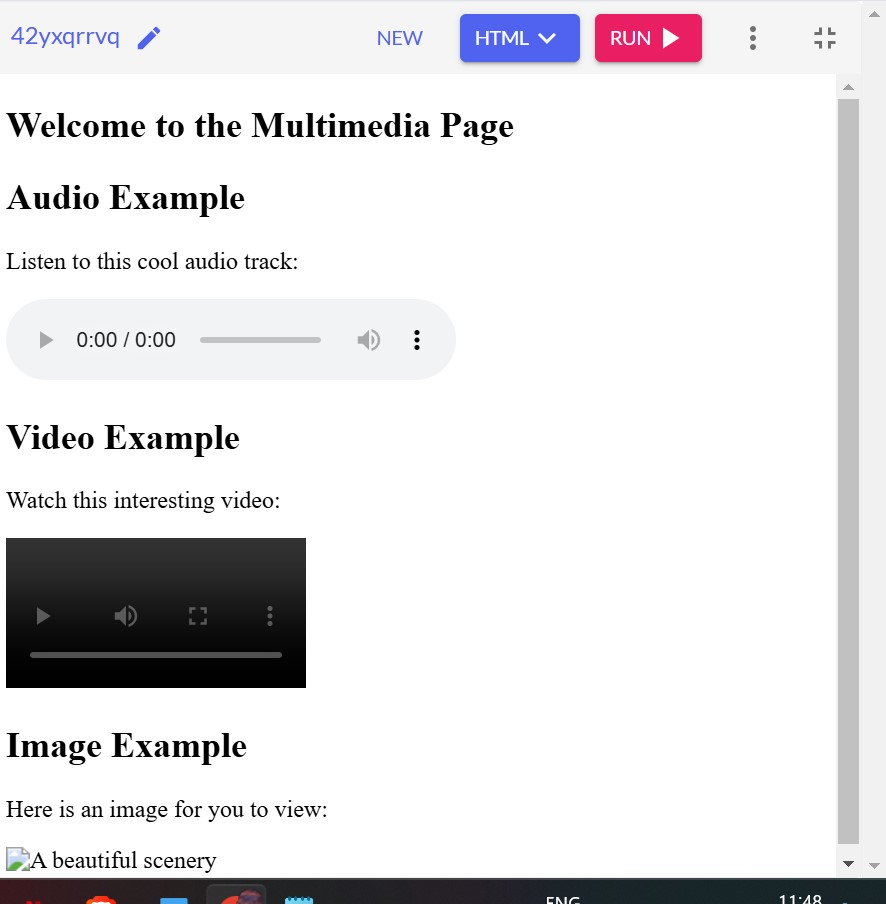 42yxqrrvq NEW HTML RUN
Welcome to the Multimedia Page
Audio Example
Listen to this cool audio track:
0:00 / 0:00
Video Example
Watch this interesting video:
Image Example
Here is an image for you to view:
A beautiful scenery
ENG 11:48